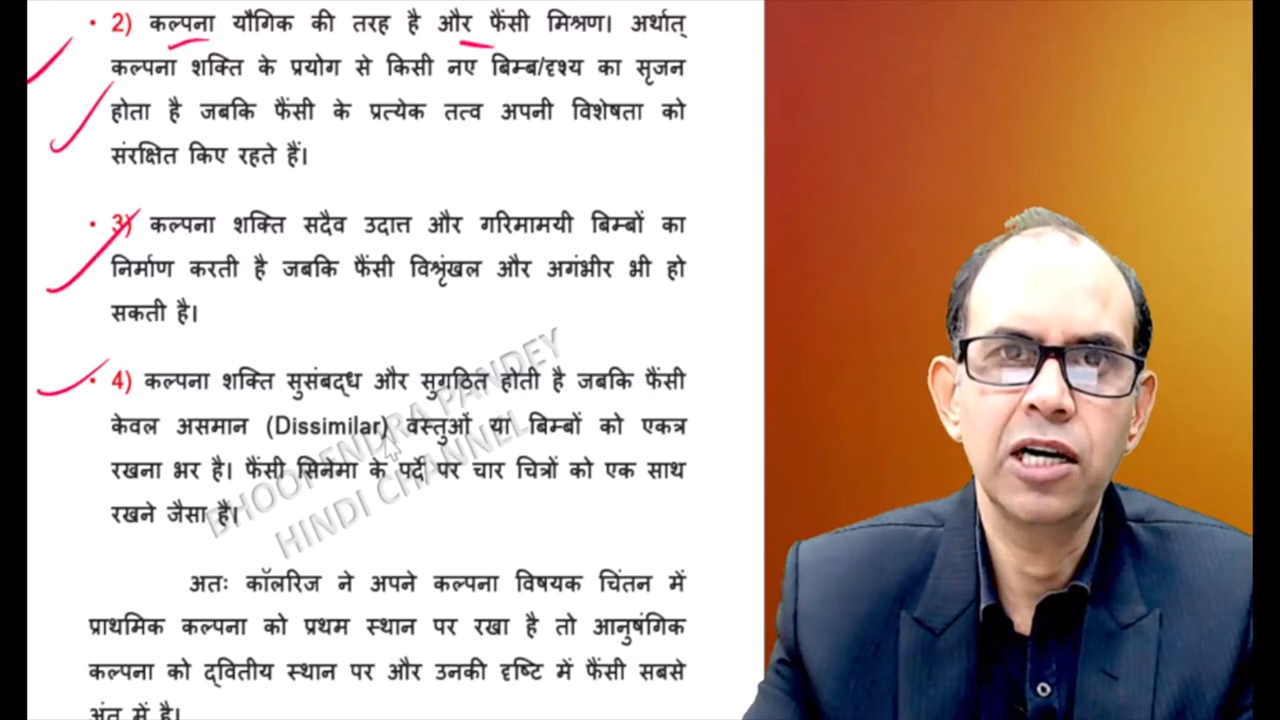 • 2) कल्पना यौगिक की तरह है और फैंसी मिश्रण। अर्थात्
कल्पना शक्ति के प्रयोग से किसी नए बिम्ब/दृश्य का सृजन
होता है जबकि फैंसी के प्रत्येक तत्व अपनी विशेषता को
संरक्षित किए रहते हैं।
• 3) कल्पना शक्ति सदैव उदात्त और गरिमामयी बिम्बों का
निर्माण करती है जबकि फैंसी विश्रृंखल और अगंभीर भी हो
सकती है।
• 4) कल्पना शक्ति सुसंबद्ध और सुगठित होती है जबकि फैंसी
केवल असमान (Dissimilar) वस्तुओं या बिम्बों को एकत्र
रखना भर है। फैंसी सिनेमा के पर्दे पर चार चित्रों को एक साथ
रखने जैसा है।
BHOOPENDRA PANDEY
HINDI CHANNEL
अतः कॉलरिज ने अपने कल्पना विषयक चिंतन में
प्राथमिक कल्पना को प्रथम स्थान पर रखा है तो आनुषंगिक
कल्पना को द्वितीय स्थान पर और उनकी दृष्टि में फैंसी सबसे
अंत में है।